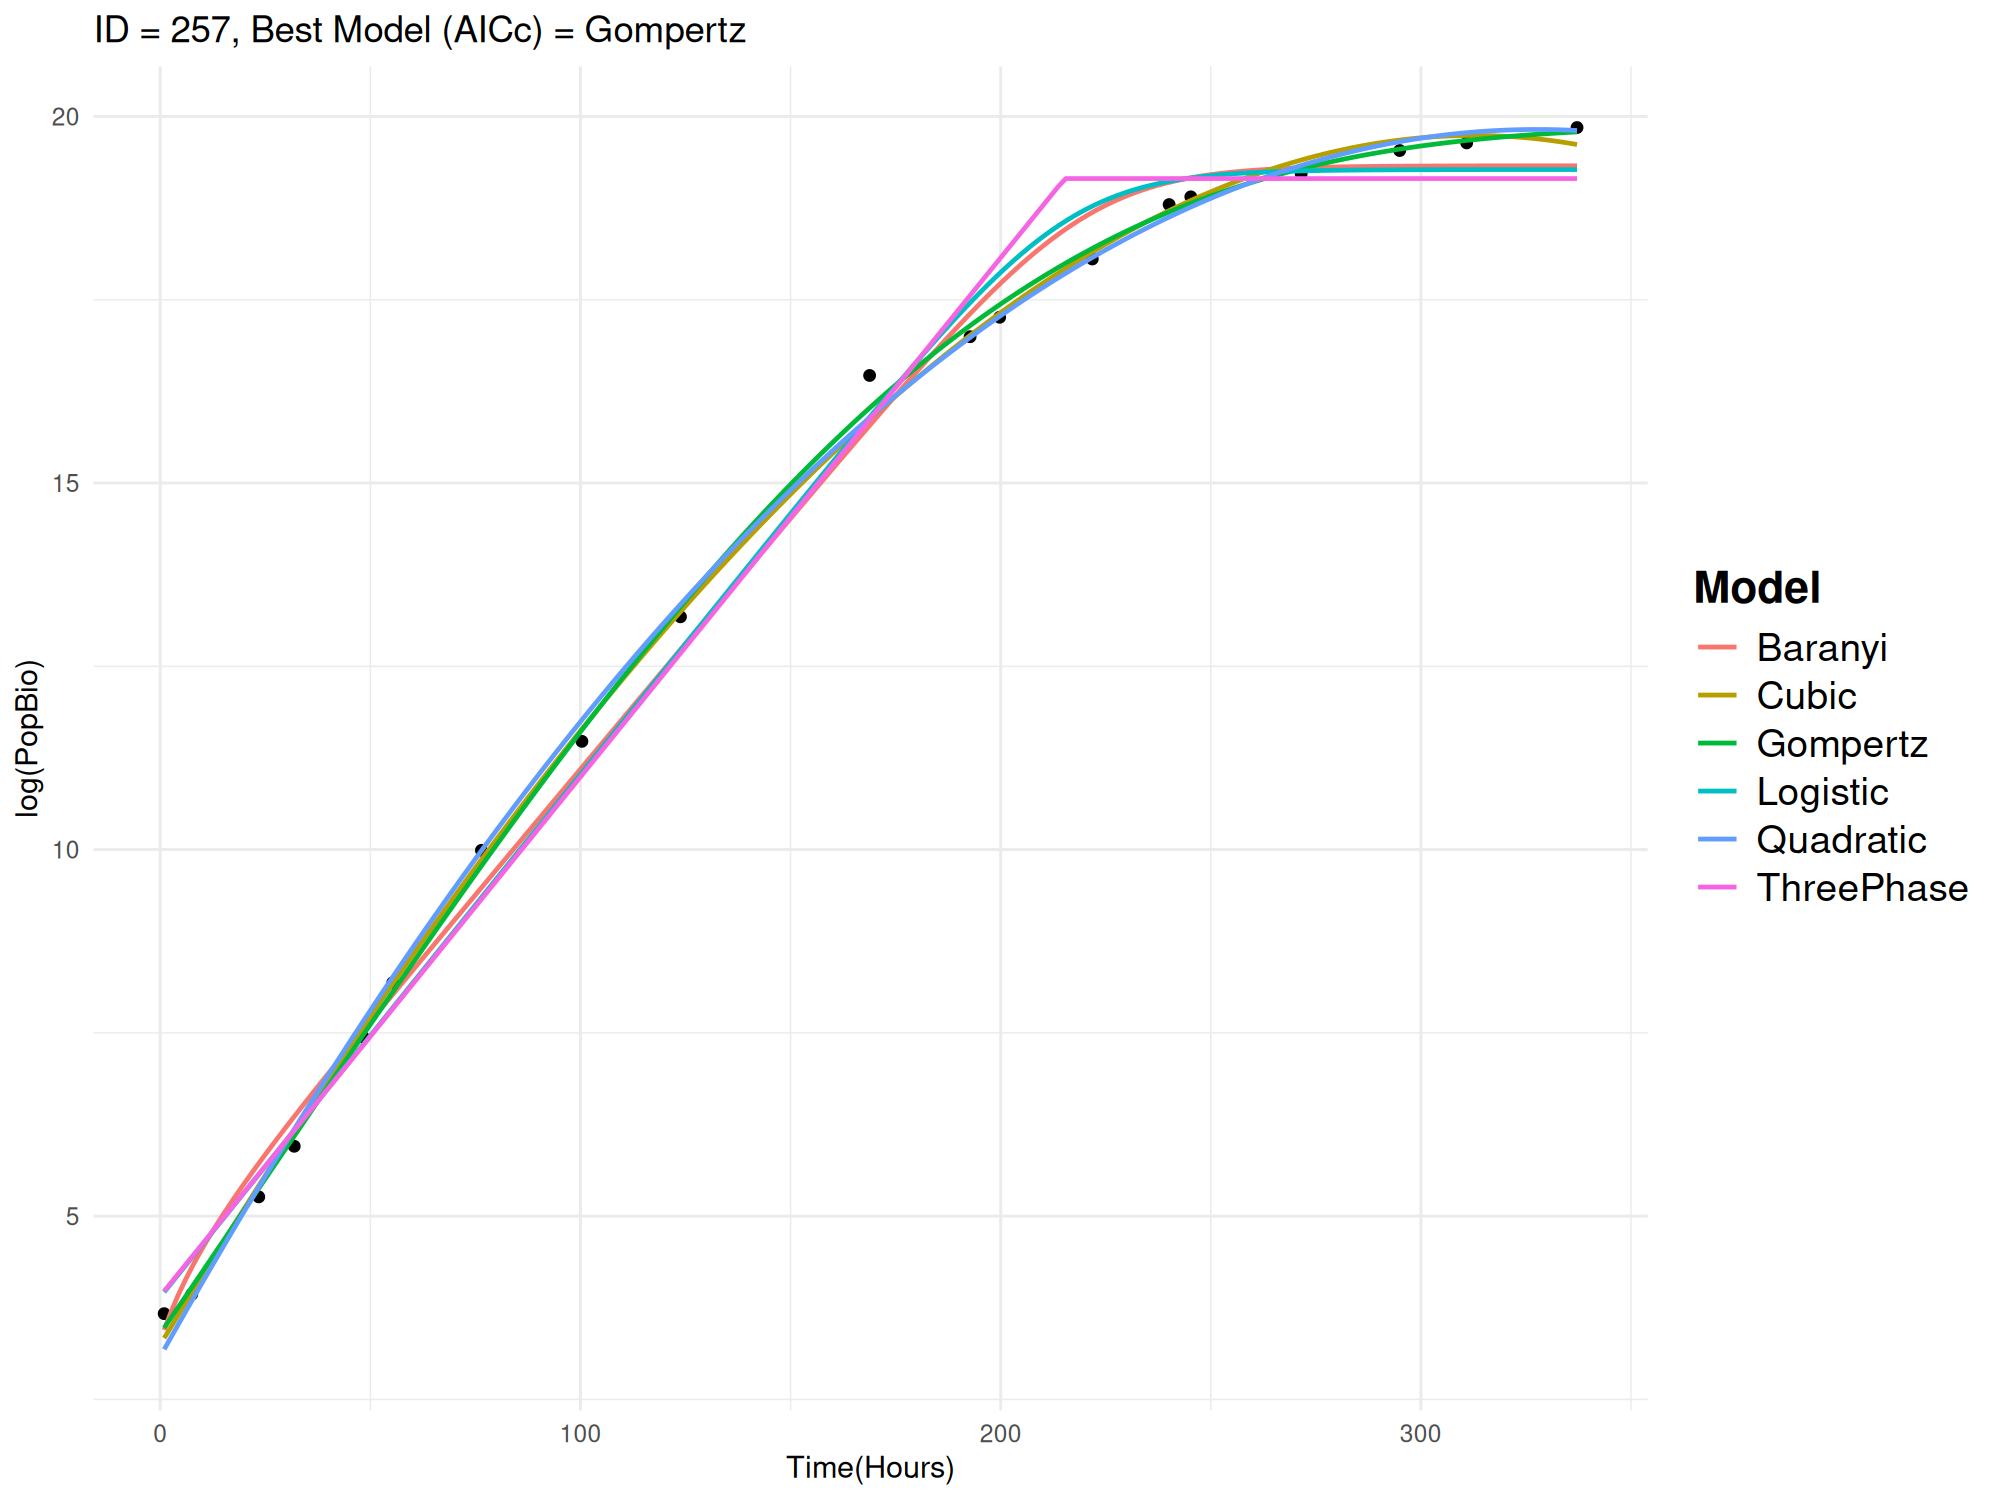 ID = 257, Best Model (AICc) = Gompertz
20
15
10
5
log(PopBio)
0
100
200
300
Time(Hours)
Model
Baranyi
Cubic
Gompertz
Logistic
Quadratic
ThreePhase